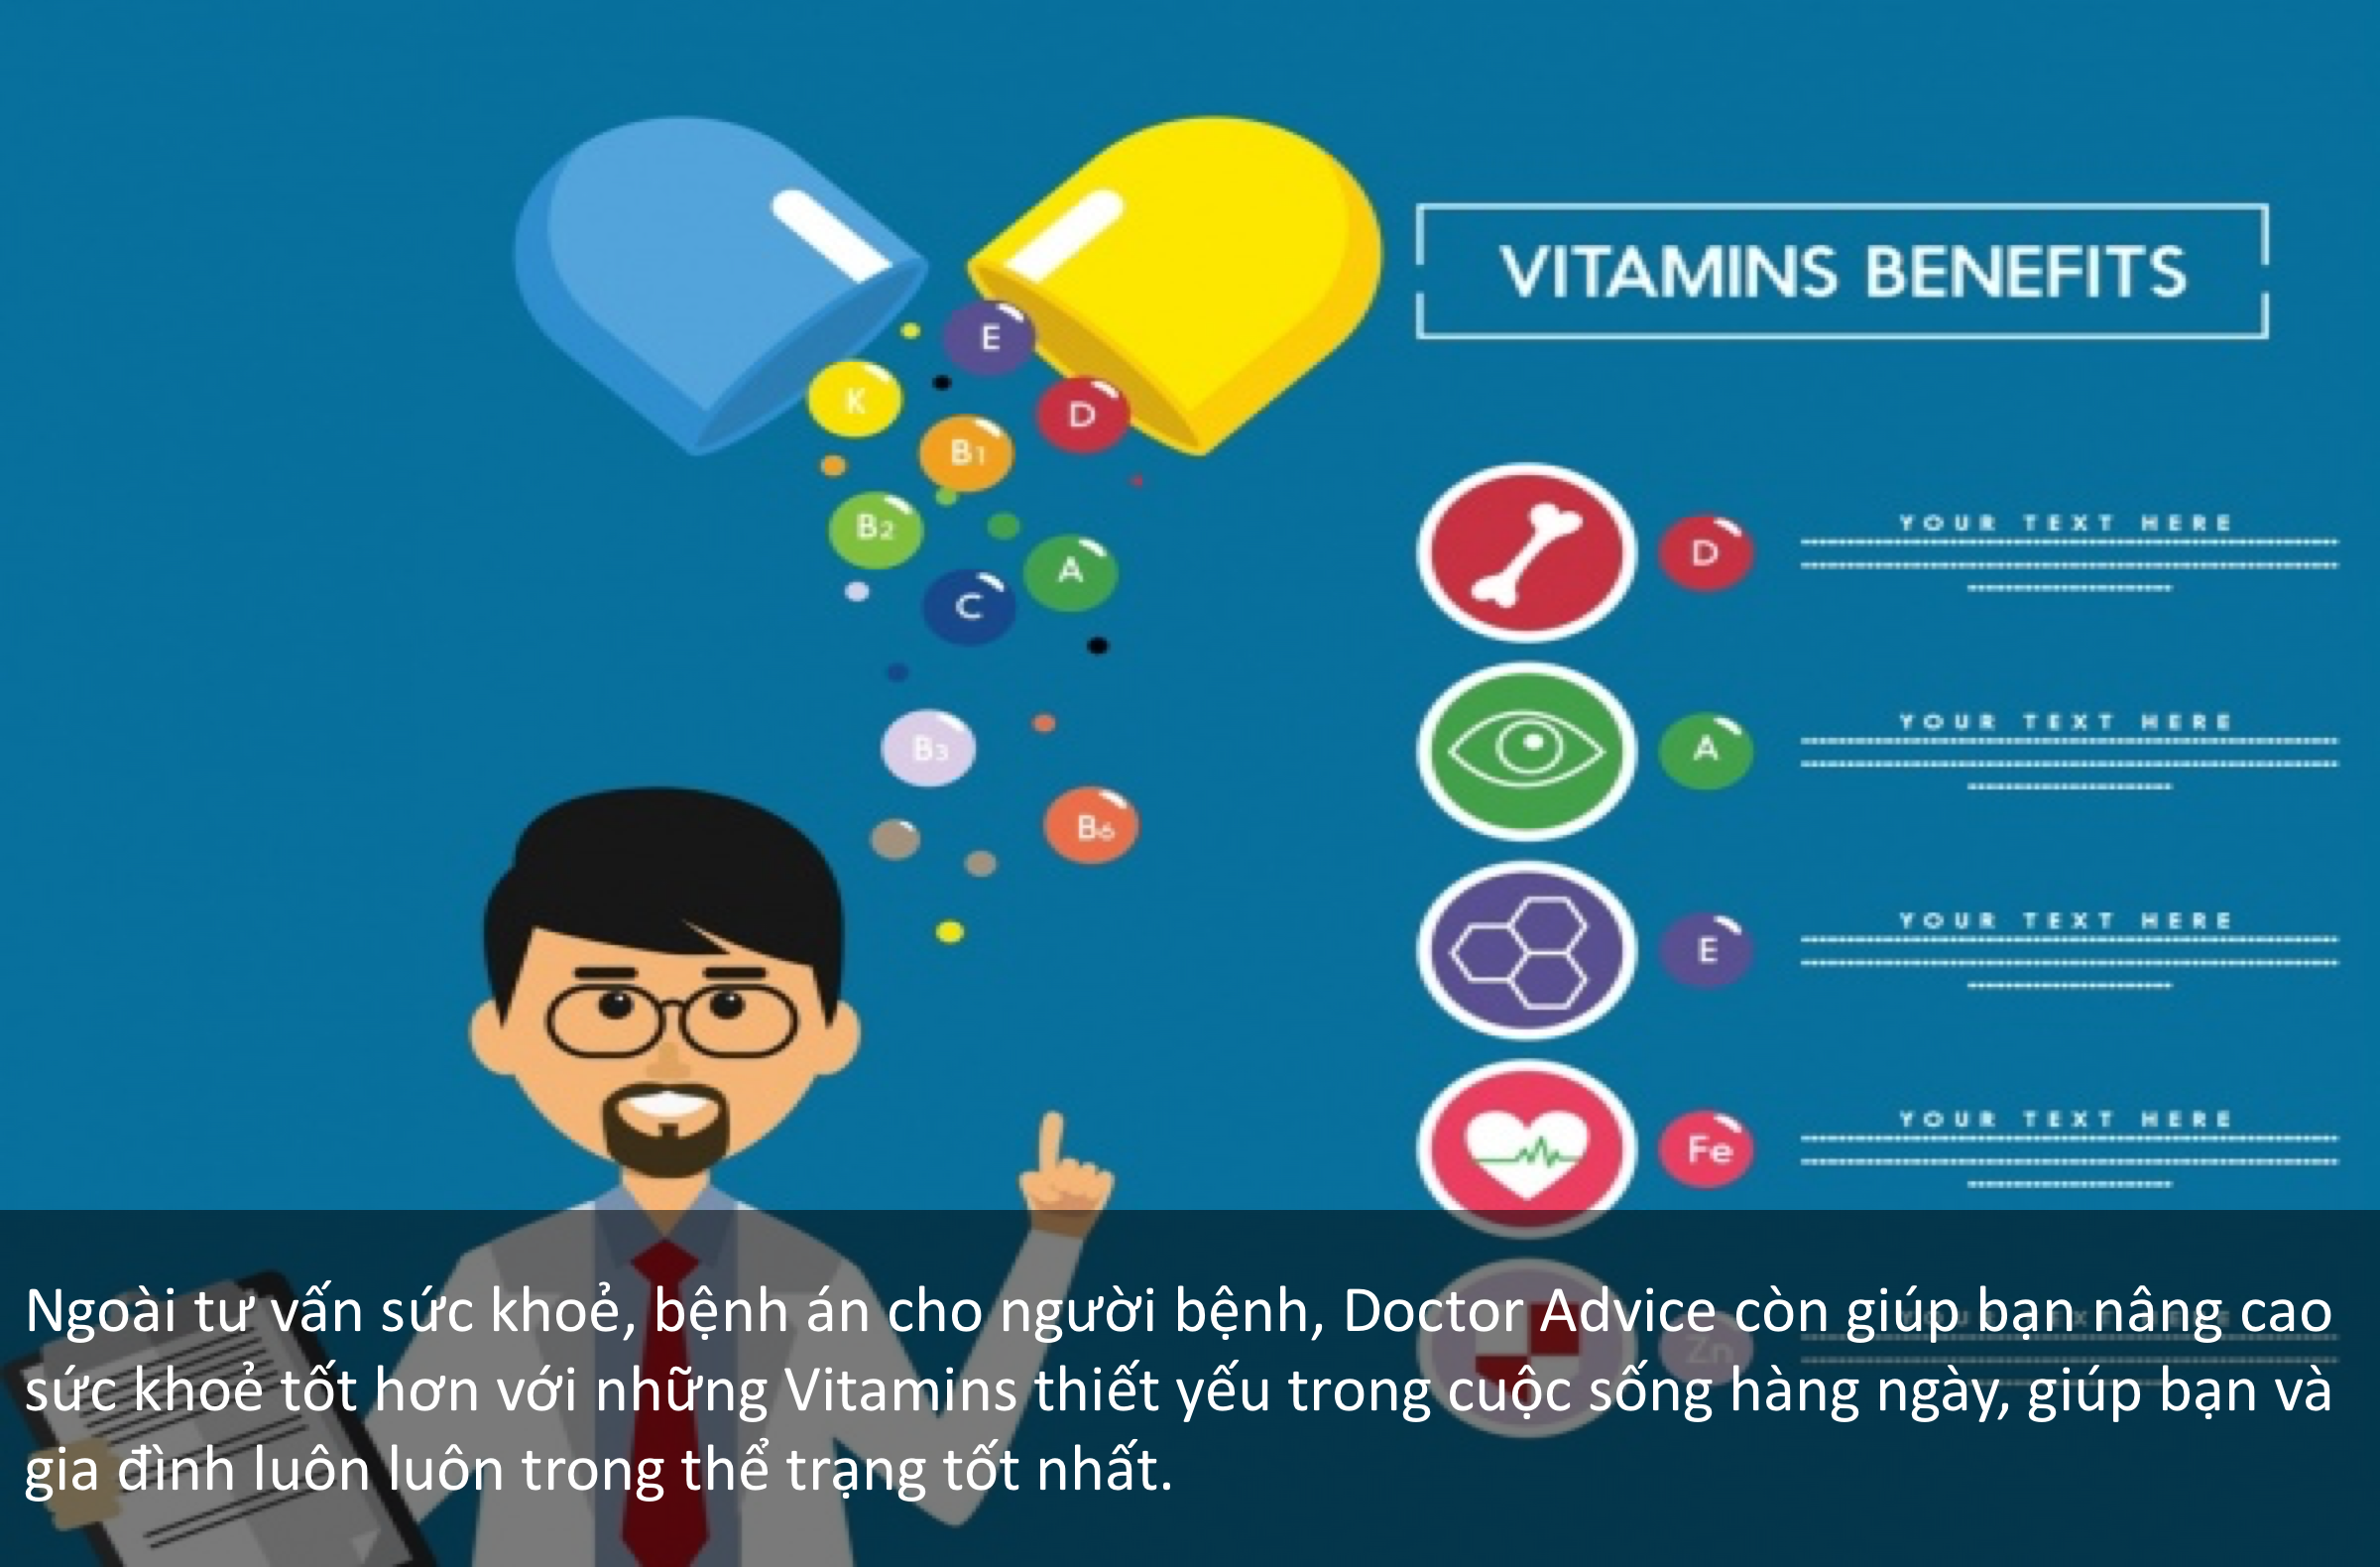 VITAMINS BENEFITS
E
K
D
B1
B2
A
C
B3
B6
YOUR TEXT HERE
D
YOUR TEXT HERE
A
YOUR TEXT HERE
E
YOUR TEXT HERE
Fe
Zn
Ngoài tư vấn sức khoẻ, bệnh án cho người bệnh, Doctor Advice còn giúp bạn nâng cao
sức khoẻ tốt hơn với những Vitamins thiết yếu trong cuộc sống hàng ngày, giúp bạn và
gia đình luôn luôn trong thể trạng tốt nhất.